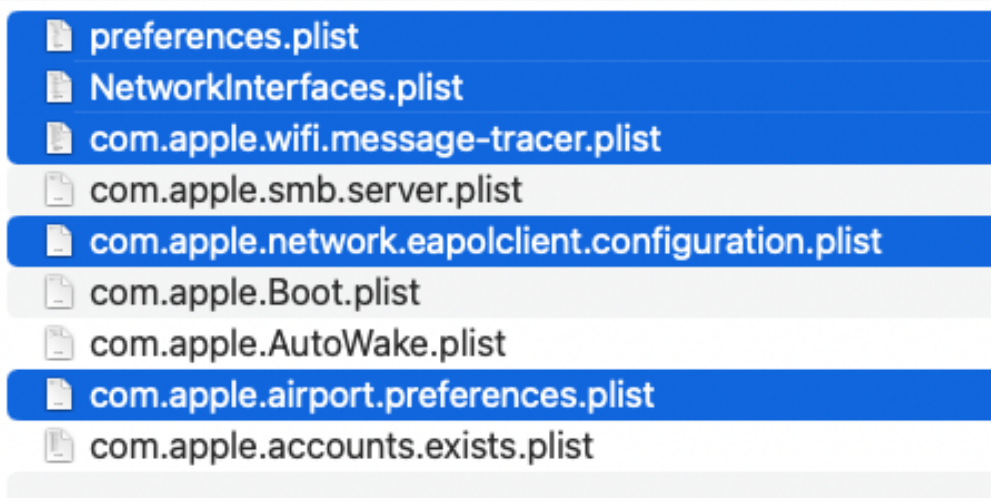 preferences.plist
NetworkInterfaces.plist
com.apple.wifi.message-tracer.plist
com.apple.smb.server.plist
com.apple.network.eapolclient.configuration.plist
com.apple.Boot.plist
com.apple.AutoWake.plist
com.apple.airport.preferences.plist
com.apple.accounts.exists.plist